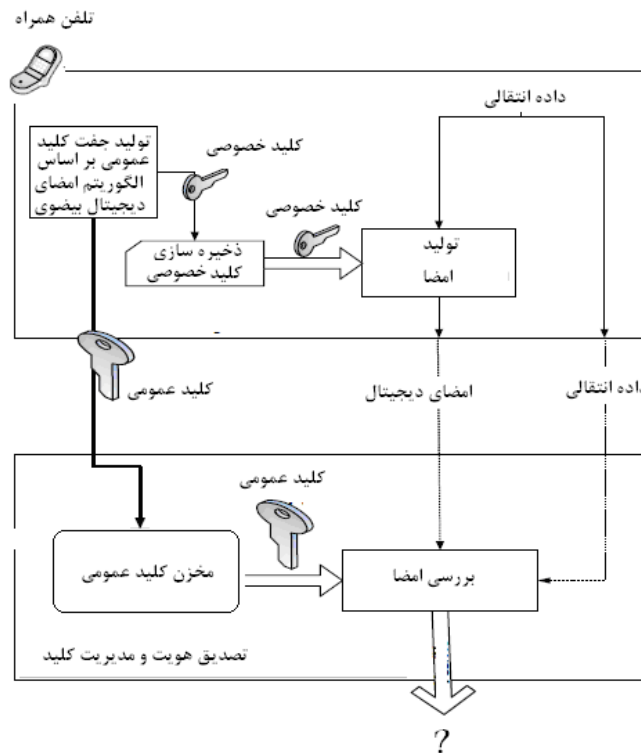 تلفن همراه
داده انتقالی
تولید جفت کلید
عمومی بر اساس
الگوریتم امضای
دیجیتال بیضوی
کلید خصوصی
کلید خصوصی
ذخیره سازی
کلید خصوصی
تولید
امضا
کلید عمومی
امضای دیجیتال
داده انتقالی
کلید عمومی
مخزن کلید عمومی
بررسی امضا
تصدیق هویت و مدیریت کلید
?